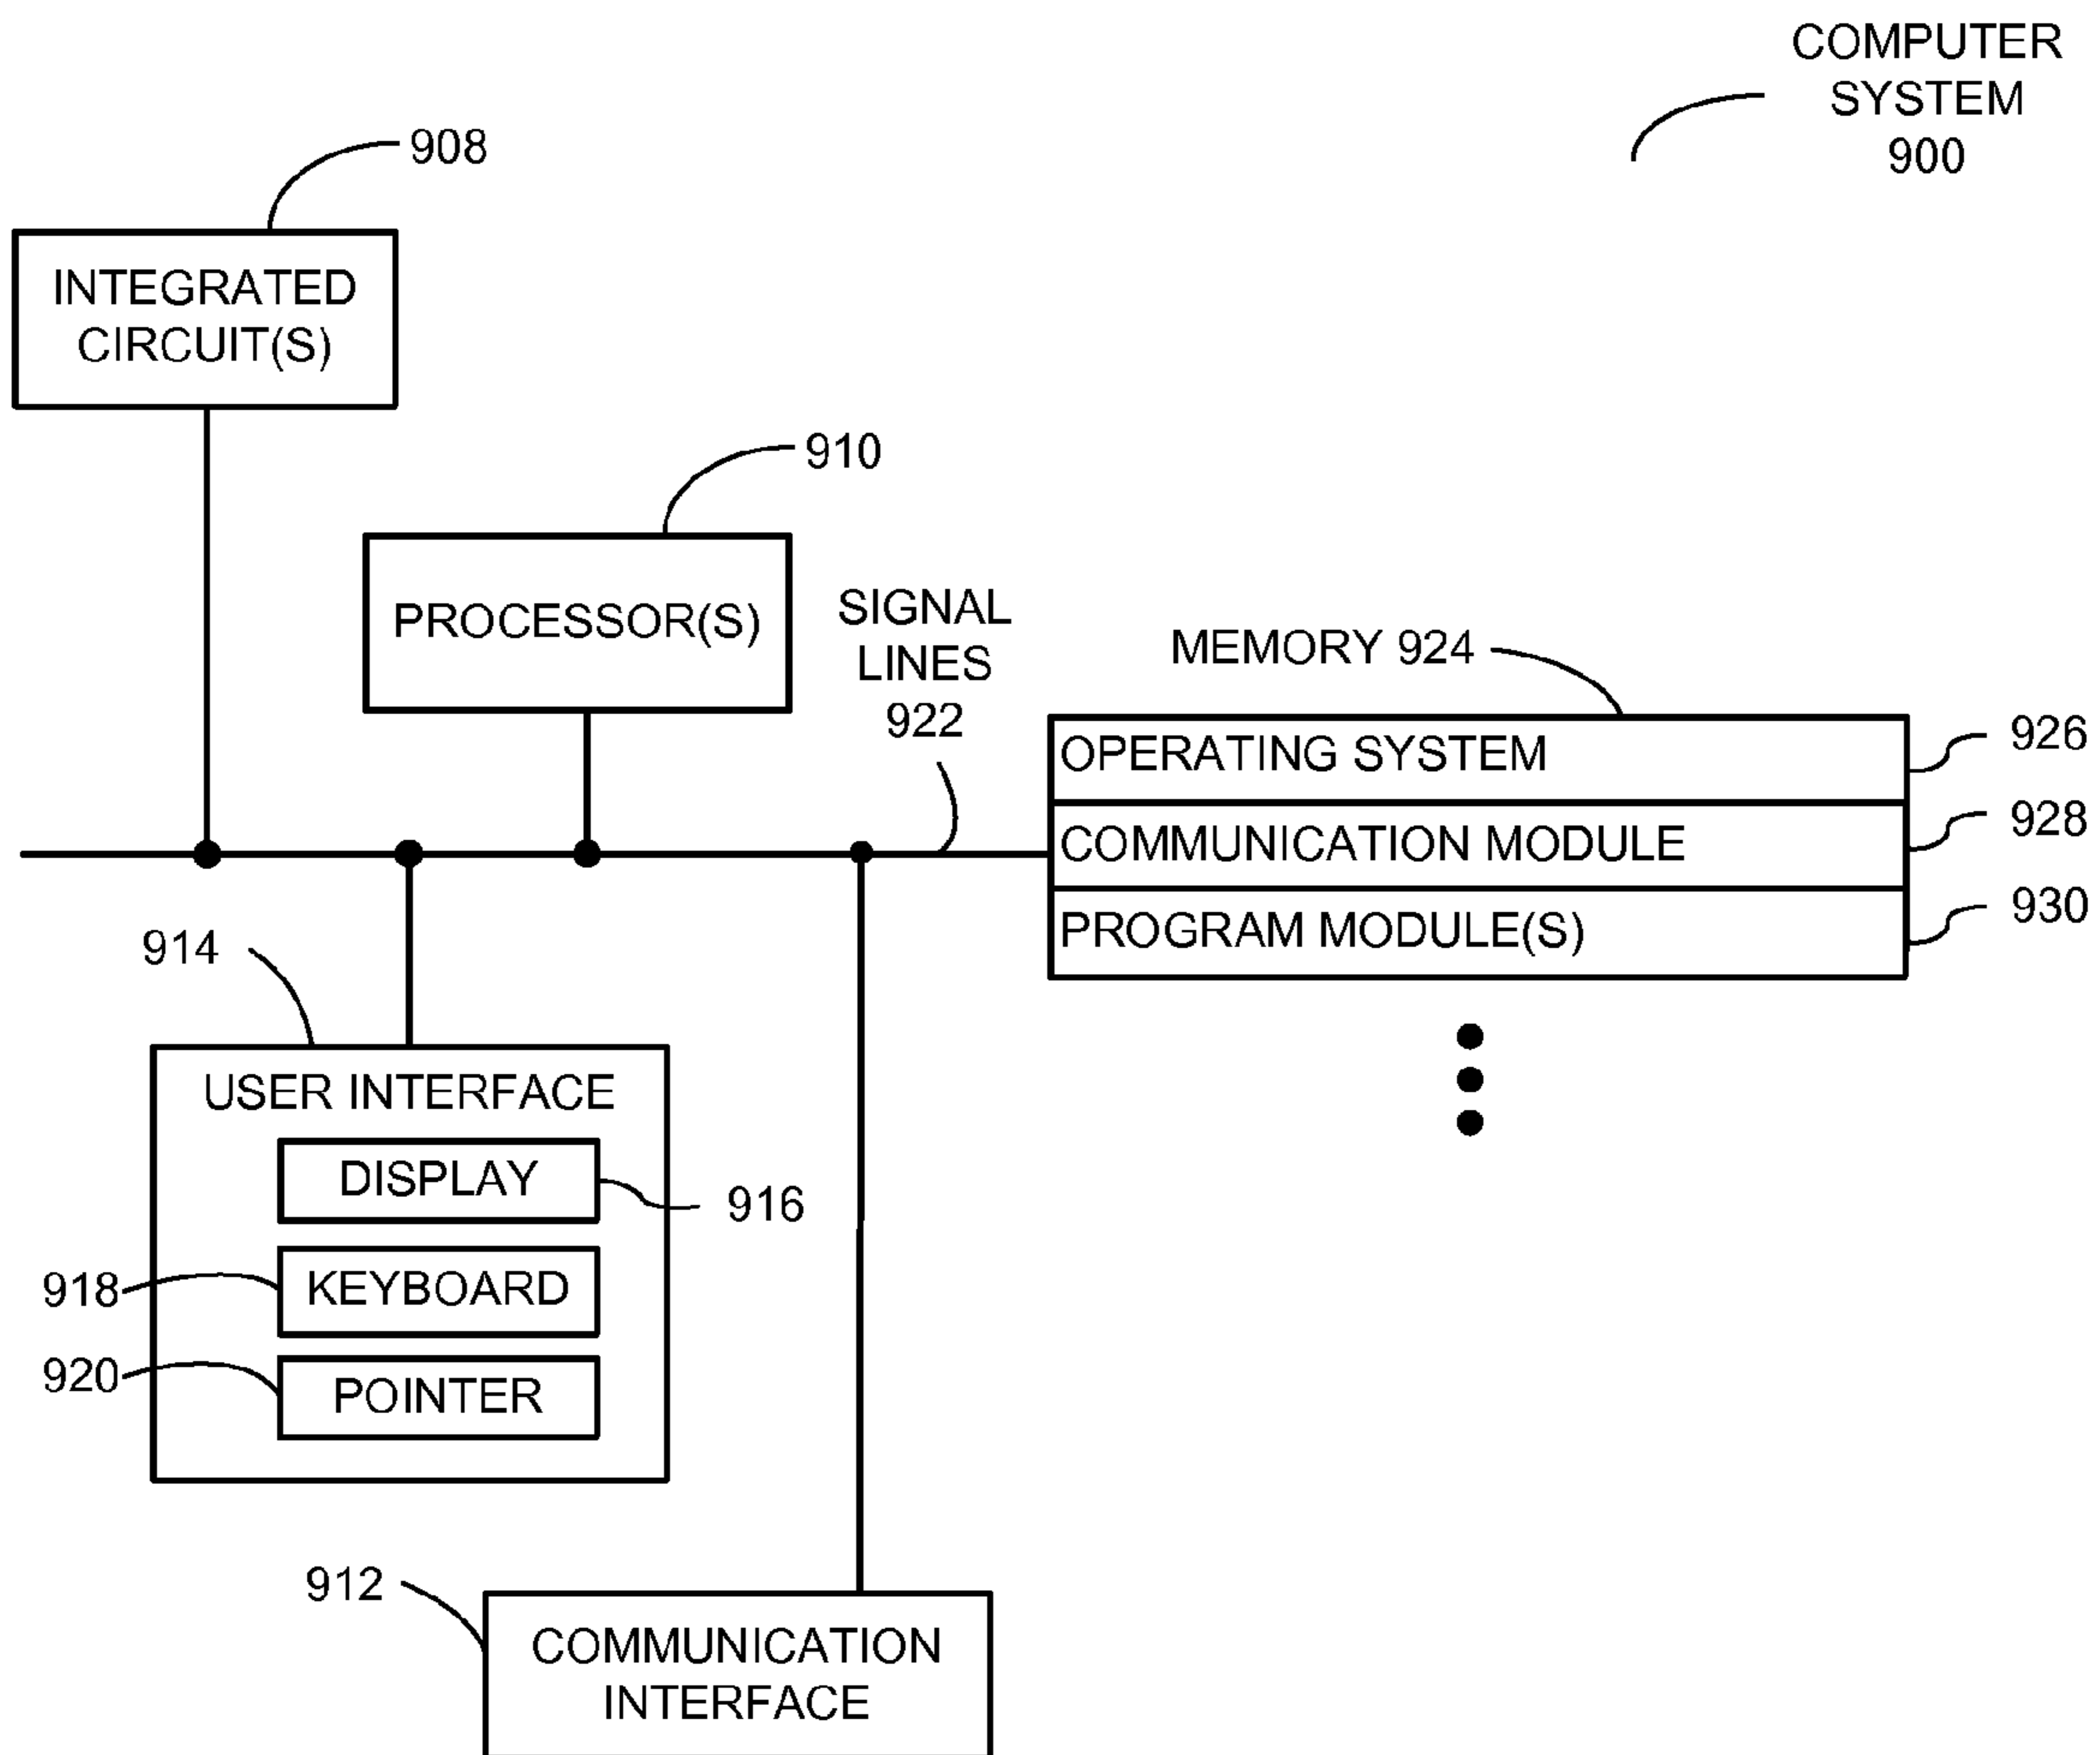 COMPUTER
SYSTEM
900
908
INTEGRATED
CIRCUIT(S)
910
PROCESSOR(S)
SIGNAL
LINES
922
MEMORY 924
OPERATING SYSTEM
926
COMMUNICATION MODULE
928
PROGRAM MODULE(S)
930
914
USER INTERFACE
DISPLAY
916
918
KEYBOARD
920
POINTER
912
COMMUNICATION
INTERFACE